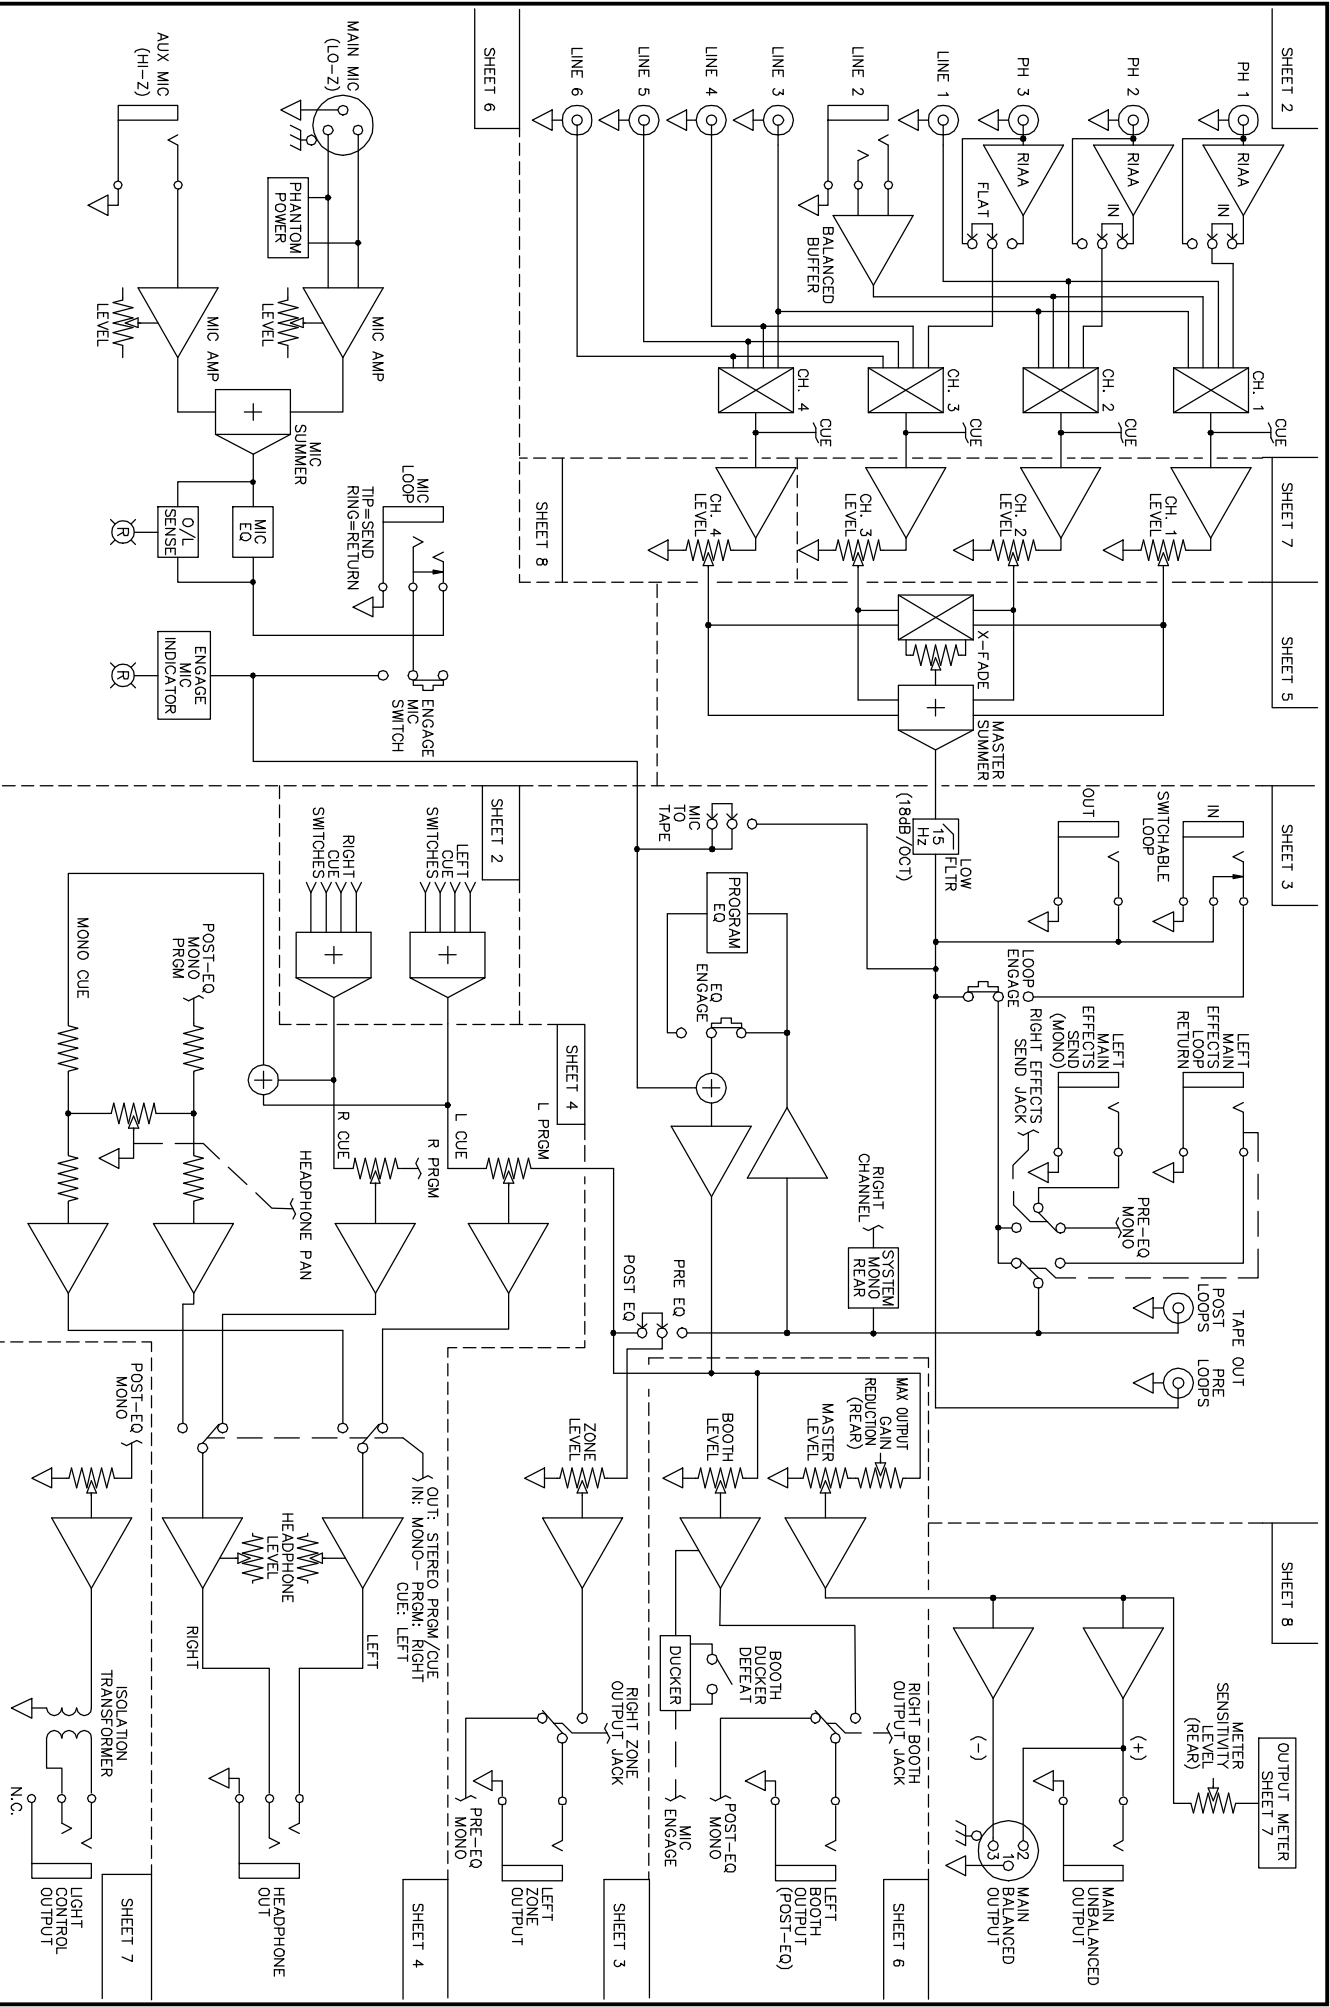 SHEET 2
PH 1
RIAA
IN
PH 2
RIAA
IN
PH 3
RIAA
FLAT
LINE 1
LINE 2
BALANCED
BUFFER
LINE 3
LINE 4
LINE 5
LINE 6
CH. 1
CUE
CH. 2
CUE
CH. 3
CUE
CH. 4
CUE
SHEET 7
CH. 1
LEVEL
CH. 2
LEVEL
CH. 3
LEVEL
CH. 4
LEVEL
SHEET 8
SHEET 5
X-FADE
+
MASTER
SUMMER
SHEET 6
MAIN MIC
(LO-Z)
PHANTOM
POWER
MIC AMP
LEVEL
AUX MIC
(HI-Z)
MIC AMP
LEVEL
+
MIC
SUMMER
MIC
EQ
O/L
SENSE
R
MIC
LOOP
TIP=SEND
RING=RETURN
ENGAGE
MIC
SWITCH
ENGAGE
MIC
INDICATOR
R
SHEET 3
IN
SWITCHABLE
LOOP
OUT
LOW
FLTR
15
Hz
(18dB/OCT)
LOOP
ENGAGE
LEFT
MAIN
EFFECTS
LOOP
RETURN
LEFT
MAIN
EFFECTS
SEND
(MONO)
RIGHT EFFECTS
SEND JACK
PRE-EQ
MONO
TAPE OUT
POST
LOOPS
PRE
LOOPS
MIC
TO
TAPE
PROGRAM
EQ
EQ
ENGAGE
+
RIGHT
CHANNEL
SYSTEM
MONO
REAR
PRE EQ
POST EQ
SHEET 2
LEFT
CUE
SWITCHES
+
RIGHT
CUE
SWITCHES
+
SHEET 4
L PRGM
L CUE
R PRGM
R CUE
+
POST-EQ
MONO
PRGM
MONO CUE
HEADPHONE PAN
OUT: STEREO PRGM/CUE
IN: MONO- PRGM: RIGHT
CUE: LEFT
HEADPHONE
LEVEL
LEFT
RIGHT
HEADPHONE
OUT
SHEET 4
POST-EQ
MONO
ISOLATION
TRANSFORMER
N.C.
LIGHT
CONTROL
OUTPUT
SHEET 7
ZONE
LEVEL
RIGHT ZONE
OUTPUT JACK
PRE-EQ
MONO
LEFT
ZONE
OUTPUT
SHEET 3
MAX OUTPUT
GAIN
REDUCTION
(REAR)
MASTER
LEVEL
BOOTH
LEVEL
BOOTH
DUCKER
DEFEAT
DUCKER
MIC
ENGAGE
RIGHT BOOTH
OUTPUT JACK
POST-EQ
MONO
LEFT
BOOTH
OUTPUT
(POST-EQ)
SHEET 6
SHEET 8
METER
SENSITIVITY
LEVEL
(REAR)
OUTPUT METER
SHEET 7
(+)
(-)
MAIN
UNBALANCED
OUTPUT
2
1
3
MAIN
BALANCED
OUTPUT